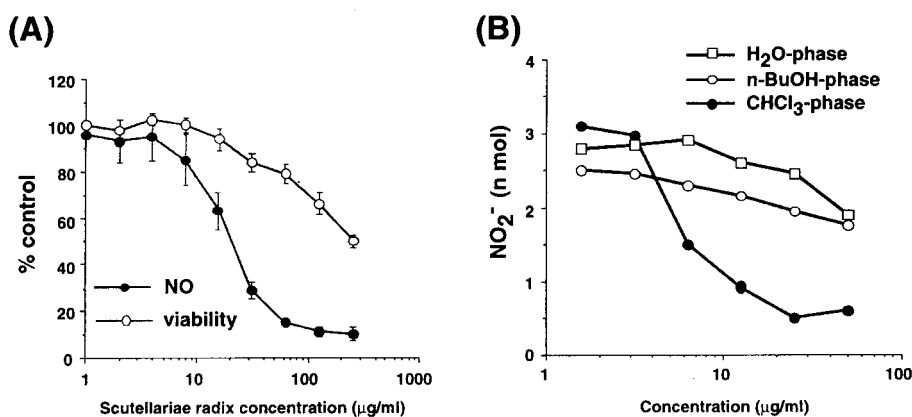 (A)
% control
120
100
80
60
40
20
0
NO
viability
1
10
100
1000
Scutellariae radix concentration (μg/ml)
(B)
H2O-phase
n-BuOH-phase
CHCl3-phase
NO2- (n mol)
4
3
2
1
0
1
10
100
Concentration (μg/ml)